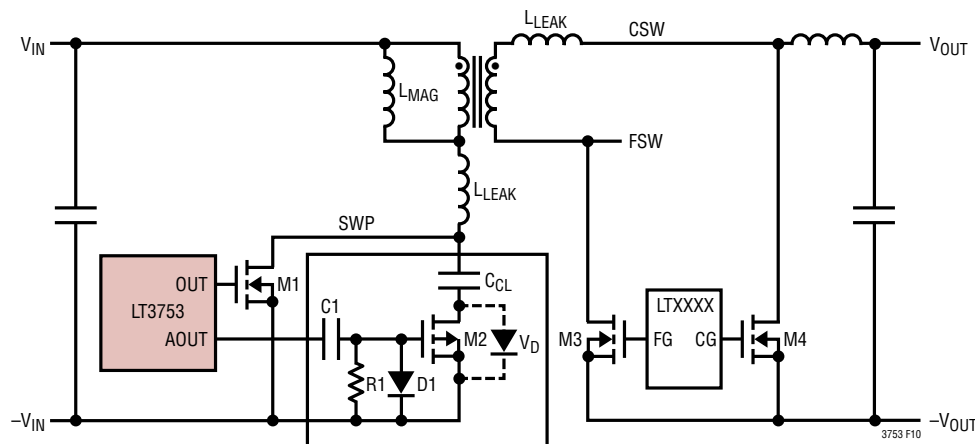 LLEAK
CSW
VIN
VOUT
LMAG
FSW
LLEAK
SWP
CCL
OUT
M1
LT3753
AOUT
C1
M2
VD
R1
D1
M3
FG
LTXXXX
CG
M4
–VIN
–VOUT
3753 F10